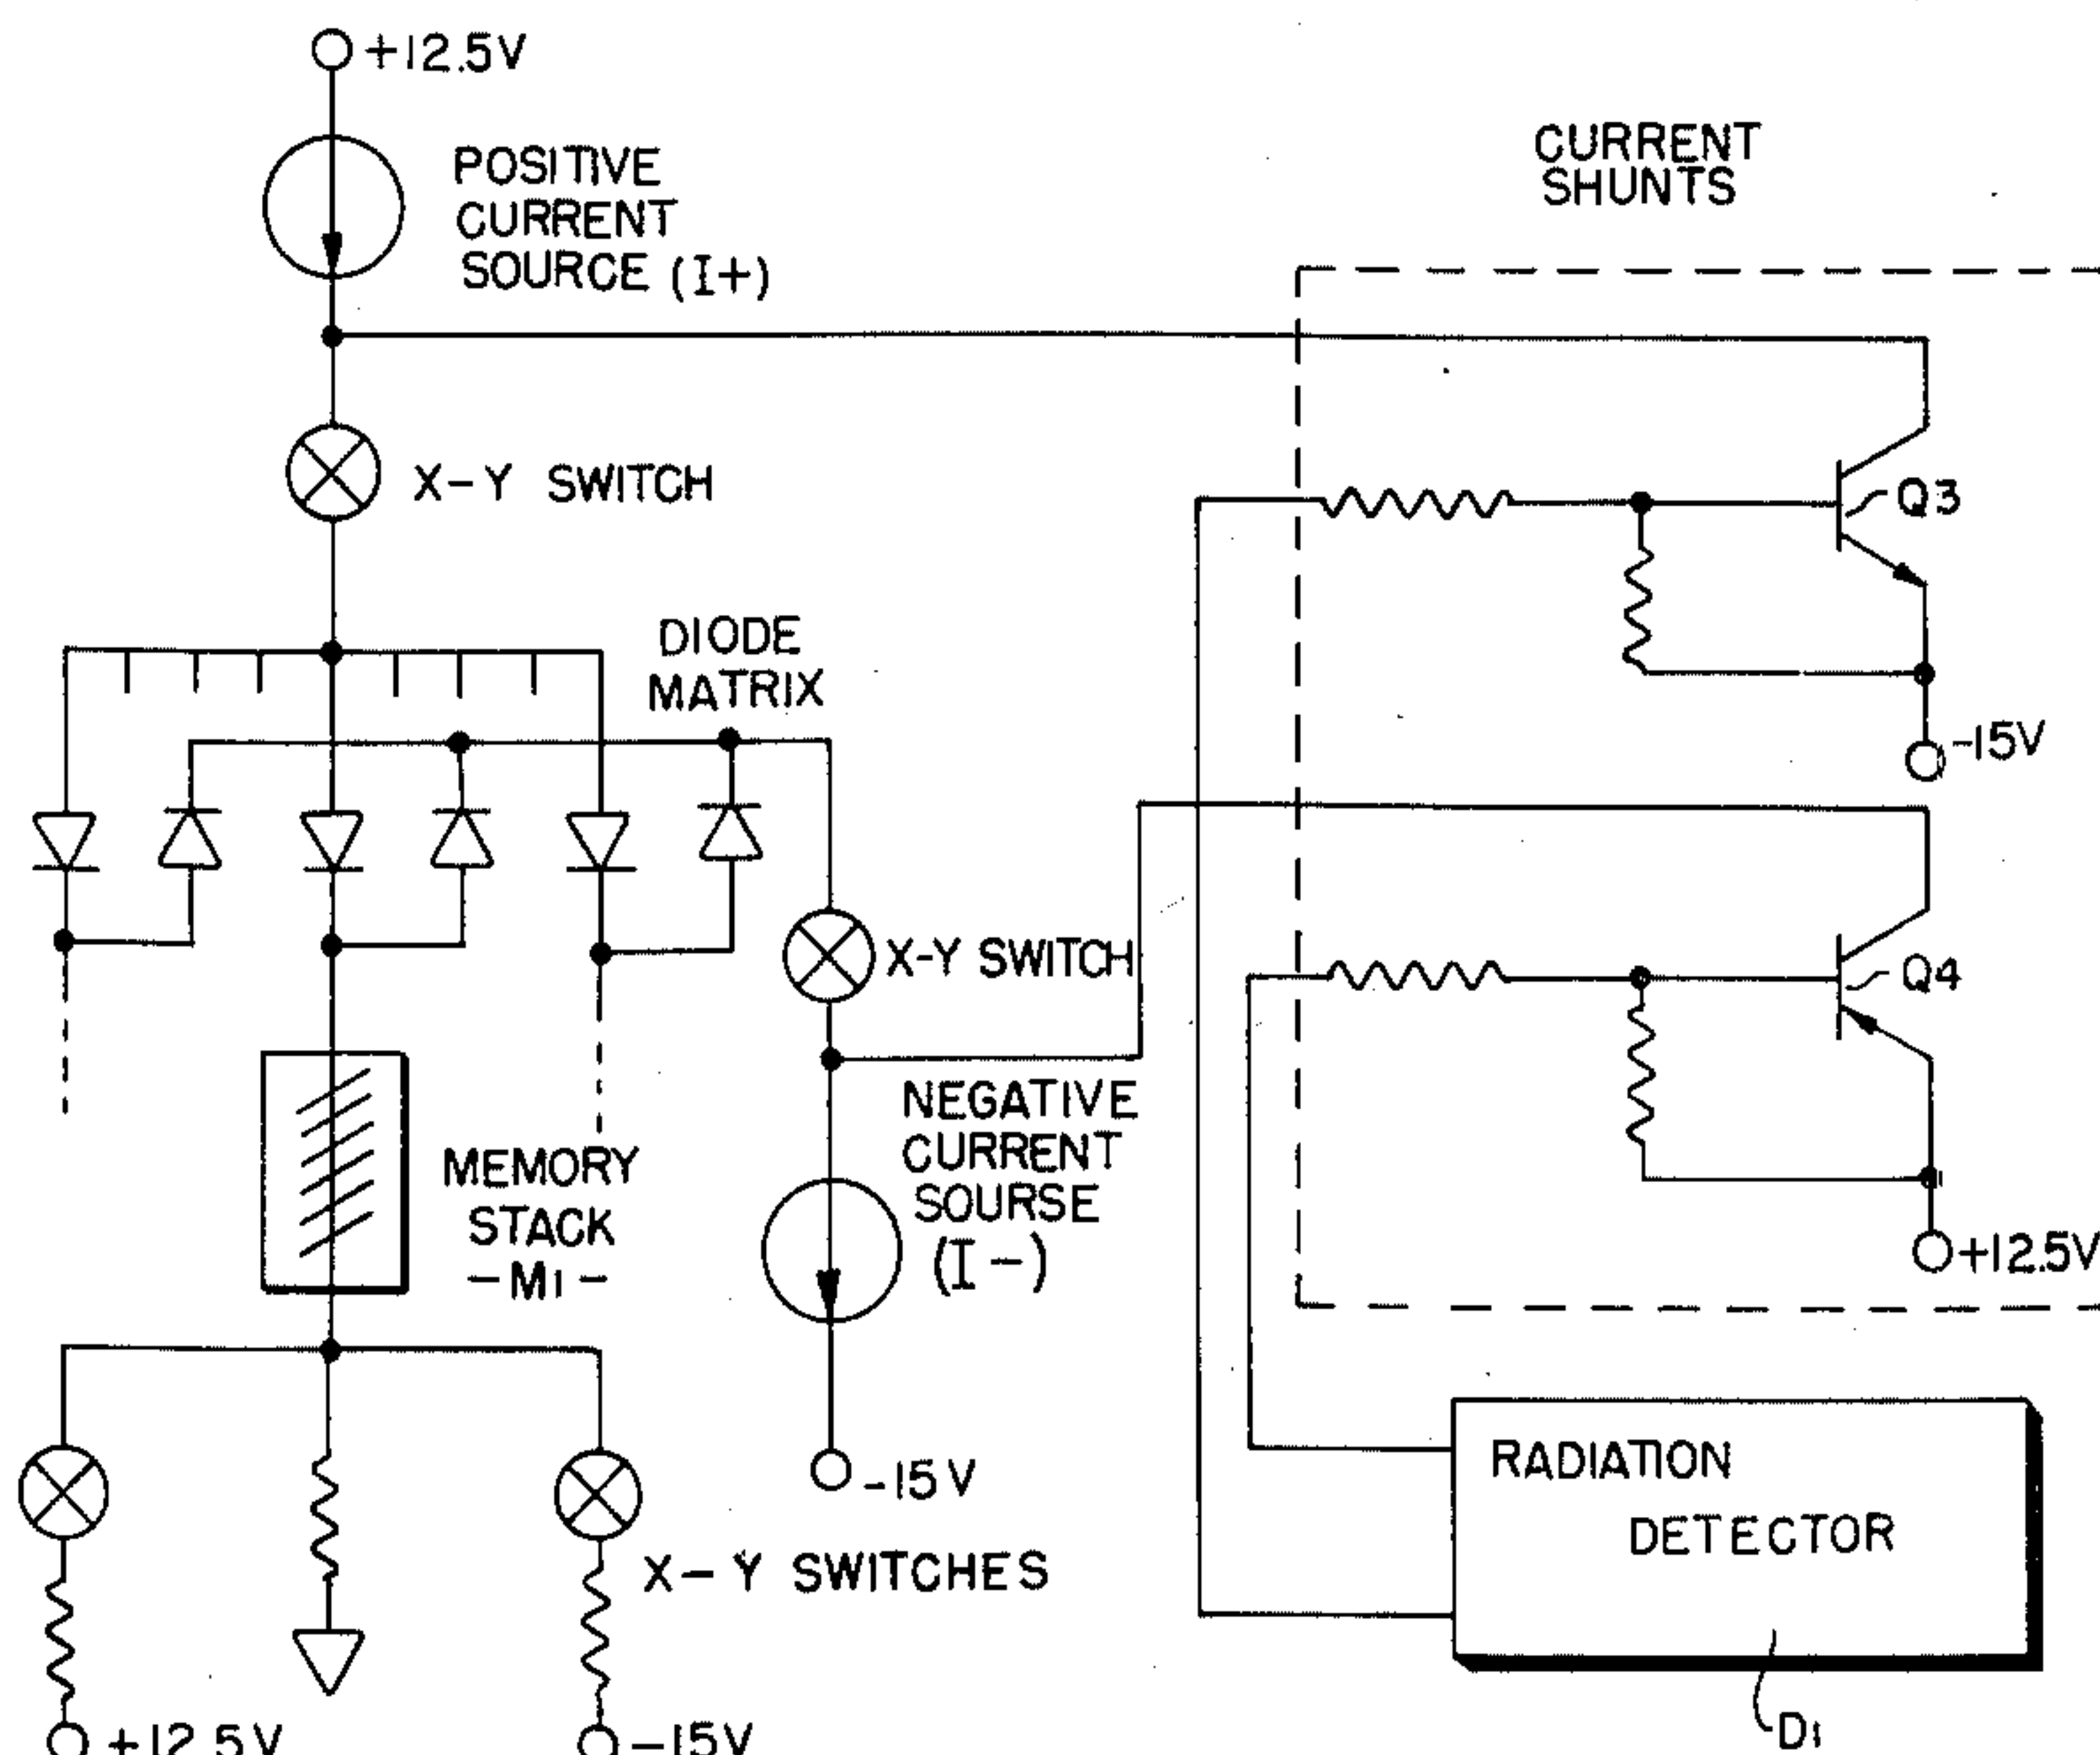 +12.5V
POSITIVE
CURRENT
SOURCE (I+)
CURRENT
SHUNTS
X-Y SWITCH
Q3
DIODE
MATRIX
-15V
X-Y SWITCH
Q4
NEGATIVE
CURRENT
SOURSE
(I-)
MEMORY
STACK
-M1-
+12.5V
RADIATION
DETECTOR
-15V
X-Y SWITCHES
D1
+12.5V
-15V